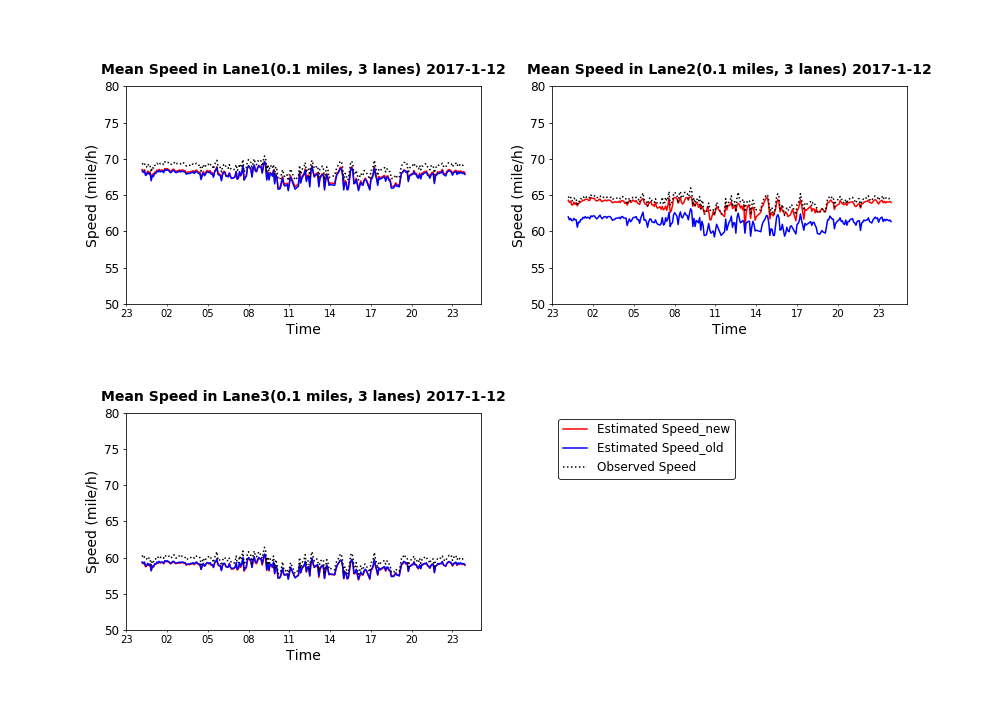 Mean Speed in Lane1(0.1 miles, 3 lanes) 2017-1-12
80
75
70
65
60
55
50
Speed (mile/h)
23 02 05 08 11 14 17 20 23
Time
Mean Speed in Lane2(0.1 miles, 3 lanes) 2017-1-12
80
75
70
65
60
55
50
Speed (mile/h)
23 02 05 08 11 14 17 20 23
Time
Mean Speed in Lane3(0.1 miles, 3 lanes) 2017-1-12
80
75
70
65
60
55
50
Speed (mile/h)
23 02 05 08 11 14 17 20 23
Time
Estimated Speed_new
Estimated Speed_old
Observed Speed